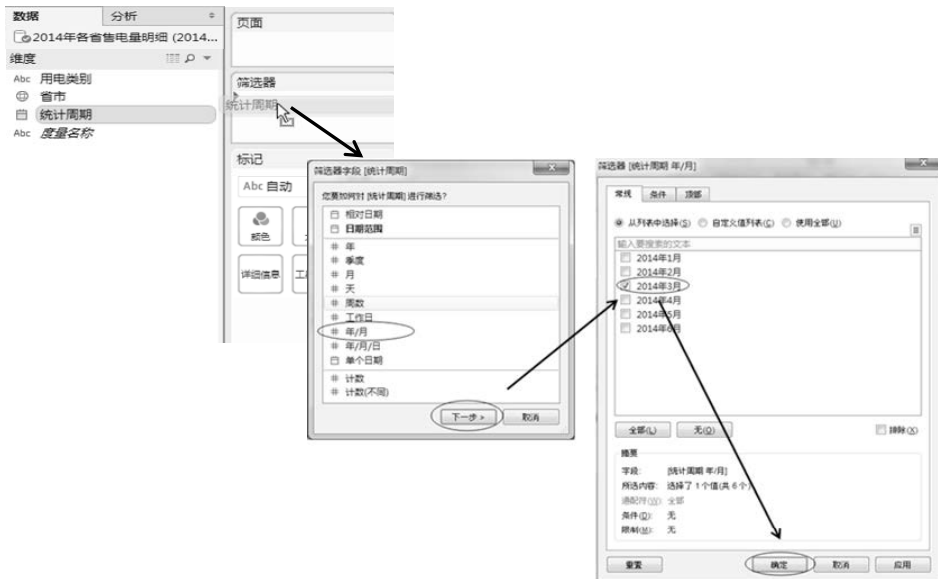 数据
分析
2014年各省售电量明细 (2014...
维度
Abc 用电类别
省市
统计周期
Abc 度量名称
页面
筛选器
统计周期
标记
Abc 自动
颜色
详细信息
筛选器字段 [统计周期]
您要如何对 [统计周期] 进行筛选?
相对日期
日期范围
# 年
# 季度
# 月
# 天
# 周数
# 工作日
# 年/月
# 年/月/日
单个日期
# 计数
# 计数(不同)
下一步 >
取消
筛选器 [统计周期 年/月]
常规 条件 顶部
从列表中选择(S) 自定义值列表(C) 使用全部(U)
输入要搜索的文本
2014年1月
2014年2月
2014年3月
2014年4月
2014年5月
2014年6月
全部(L) 无(O) 排除(X)
摘要
字段: [统计周期 年/月]
所选内容: 选择了 1 个值(共 6 个)
通配符(W): 全部
条件(D): 无
限制(M): 无
重置 确定 取消 应用